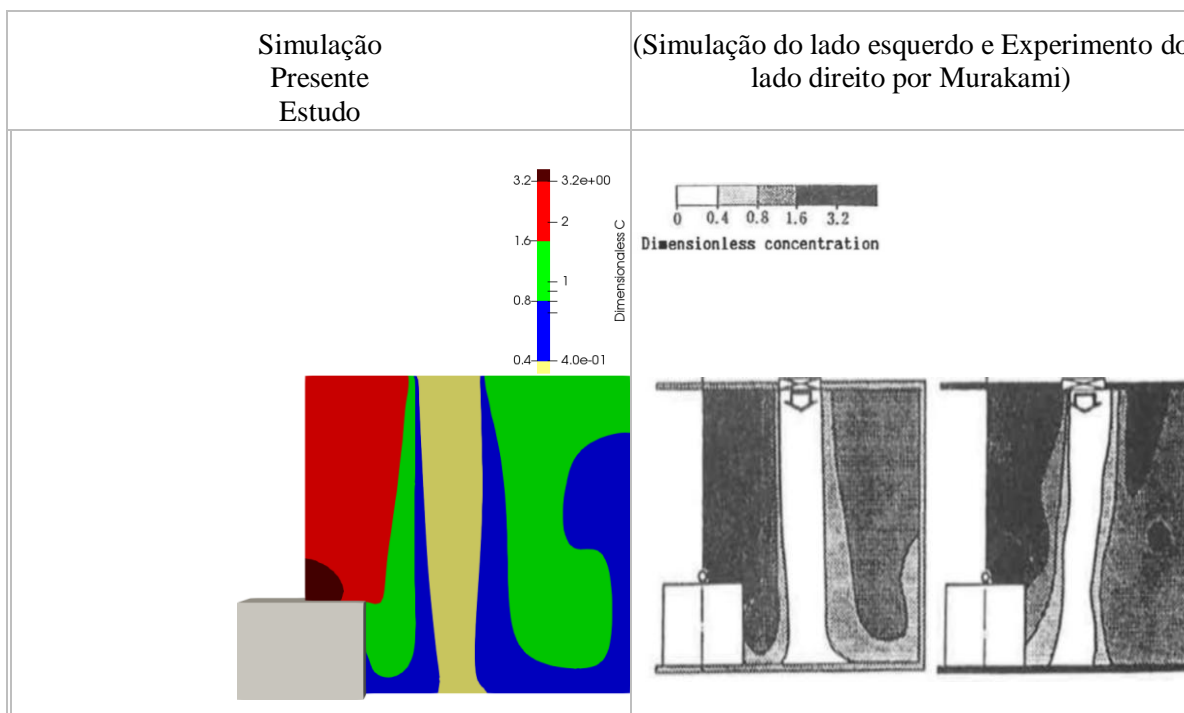 Simulação
Presente
Estudo
(Simulação do lado esquerdo e Experimento do
lado direito por Murakami)
3.2 3.2e+00
2
1.6
1
0.8
0.4 4.0e-01
Dimensionaless C
0 0.4 0.8 1.6 3.2
Dimensionless concentration